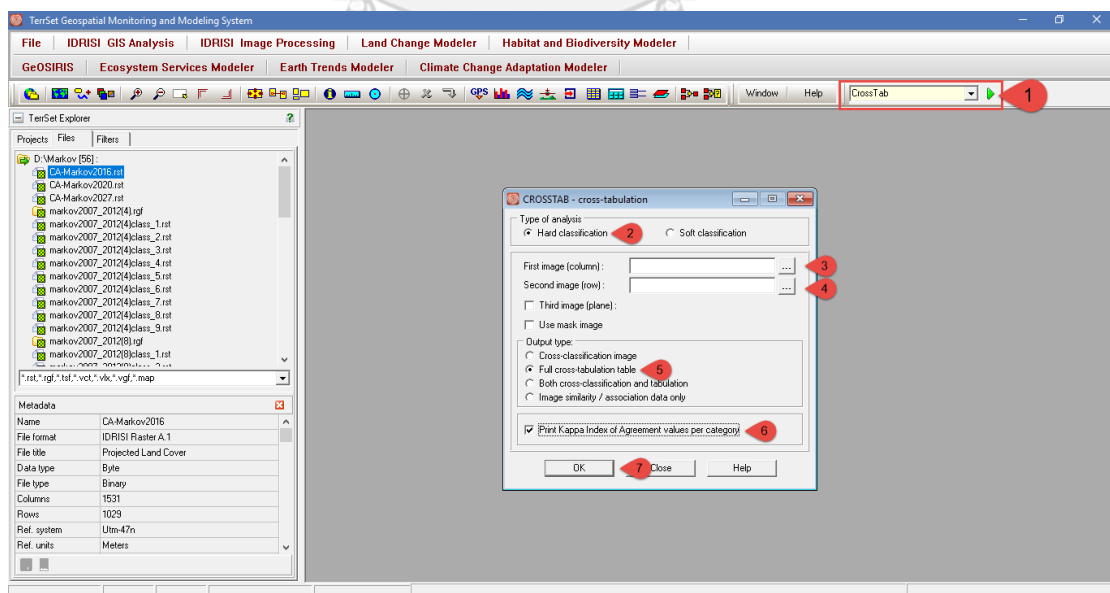 TerrSet Geospatial Monitoring and Modeling System
File IDRISI GIS Analysis IDRISI Image Processing Land Change Modeler Habitat and Biodiversity Modeler
GeOSIRIS Ecosystem Services Modeler Earth Trends Modeler Climate Change Adaptation Modeler
GPS Window Help CrossTab 1
TerrSet Explorer ?
Projects Files Filters
D:\Markov [56] :
CA-Markov2016.rst
CA-Markov2020.rst
CA-Markov2027.rst
markov2007_2012(4).rgf
markov2007_2012(4)class_1.rst
markov2007_2012(4)class_2.rst
markov2007_2012(4)class_3.rst
markov2007_2012(4)class_4.rst
markov2007_2012(4)class_5.rst
markov2007_2012(4)class_6.rst
markov2007_2012(4)class_7.rst
markov2007_2012(4)class_8.rst
markov2007_2012(4)class_9.rst
markov2007_2012(8).rgf
markov2007_2012(8)class_1.rst
*.rst,*.rgf,*.tsf,*.vct,*.vlx,*.vgf,*.map
Metadata
Name CA-Markov2016
File format IDRISI Raster A.1
File title Projected Land Cover
Data type Byte
File type Binary
Columns 1531
Rows 1029
Ref. system Utm-47n
Ref. units Meters
CROSSTAB - cross-tabulation
Type of analysis
Hard classification 2 Soft classification
First image (column) : ... 3
Second image (row) : ... 4
Third image (plane) :
Use mask image
Output type:
Cross-classification image
Full cross-tabulation table 5
Both cross-classification and tabulation
Image similarity / association data only
Print Kappa Index of Agreement values per category 6
OK 7 Close Help